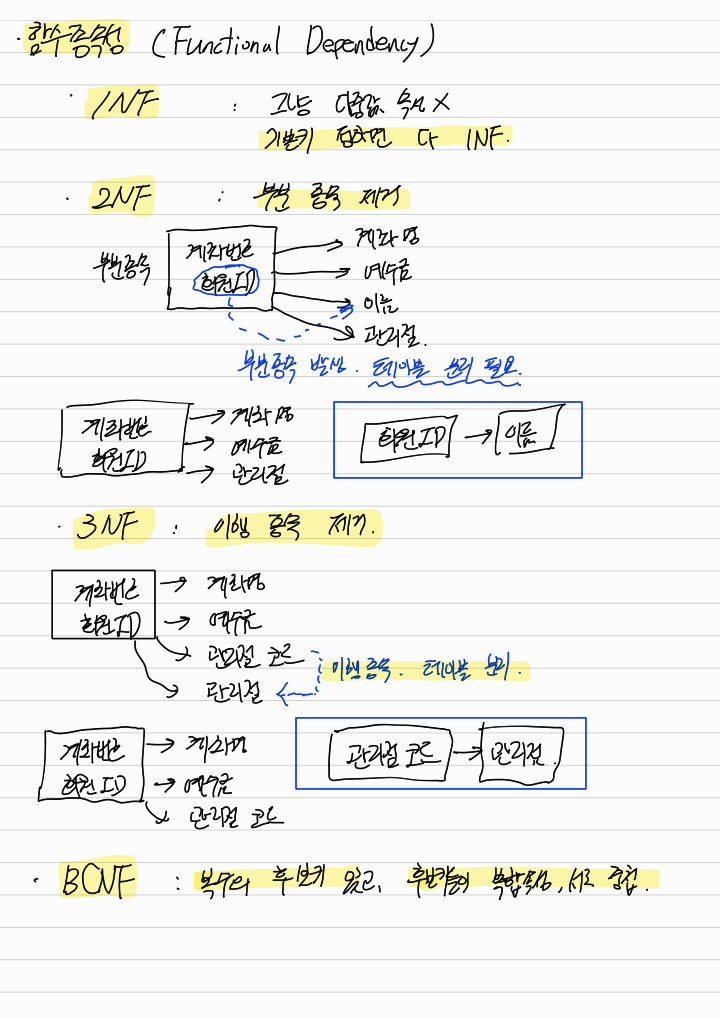 · 함수종속성 (Functional Dependency)
· 1NF : 그냥 다중값 속성 X
기본키 잡히면 다 1NF.
· 2NF : 부분 종속 제거
부분종속
계좌번호
회원ID
계좌명
예수금
이름
관리점.
부분종속 발생. 테이블 분리 필요.
계좌번호
회원ID
계좌명
예수금
관리점
회원ID → 이름
· 3NF : 이행 종속 제거.
계좌번호
회원ID
계좌명
예수금
관리점 코드
관리점
이행종속. 테이블 분리.
계좌번호
회원ID
계좌명
예수금
관리점 코드
관리점 코드 → 관리점.
· BCNF : 복수의 후보키 있고, 후보키들이 복합속성, 서로 중첩.